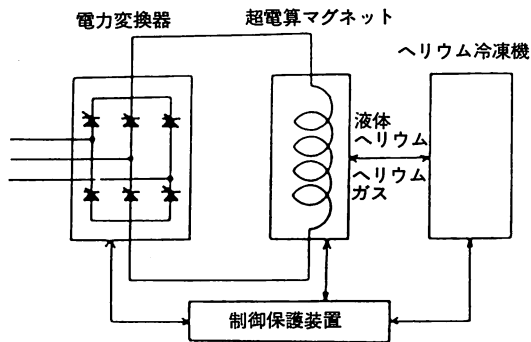 電力変換器
超電算マグネット
ヘリウム冷凍機
液体
ヘリウム
ヘリウム
ガス
制御保護装置